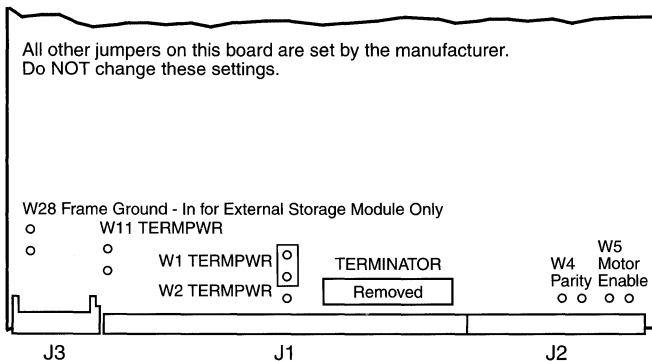 All other jumpers on this board are set by the manufacturer.
Do NOT change these settings.
W28 Frame Ground - In for External Storage Module Only
W11 TERMPWR
W1 TERMPWR
W2 TERMPWR
TERMINATOR
Removed
W4
Parity
W5
Motor
Enable
J3
J1
J2